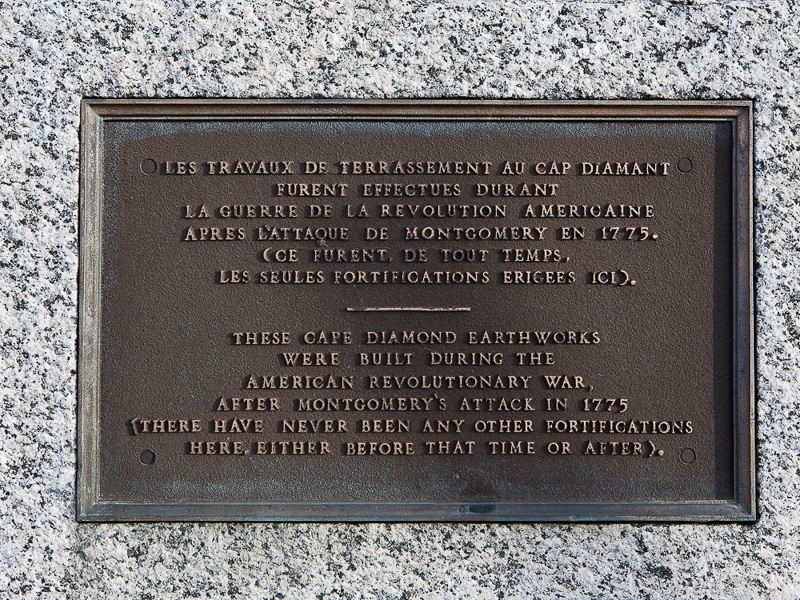 LES TRAVAUX DE TERRASSEMENT AU CAP DIAMANT
FURENT EFFECTUES DURANT
LA GUERRE DE LA REVOLUTION AMERICAINE
APRES L'ATTAQUE DE MONTGOMERY EN 1775.
(CE FURENT, DE TOUT TEMPS,
LES SEULES FORTIFICATIONS ERIGEES ICI).
THESE CAPE DIAMOND EARTHWORKS
WERE BUILT DURING THE
AMERICAN REVOLUTIONARY WAR,
AFTER MONTGOMERY'S ATTACK IN 1775
(THERE HAVE NEVER BEEN ANY OTHER FORTIFICATIONS
HERE, EITHER BEFORE THAT TIME OR AFTER).